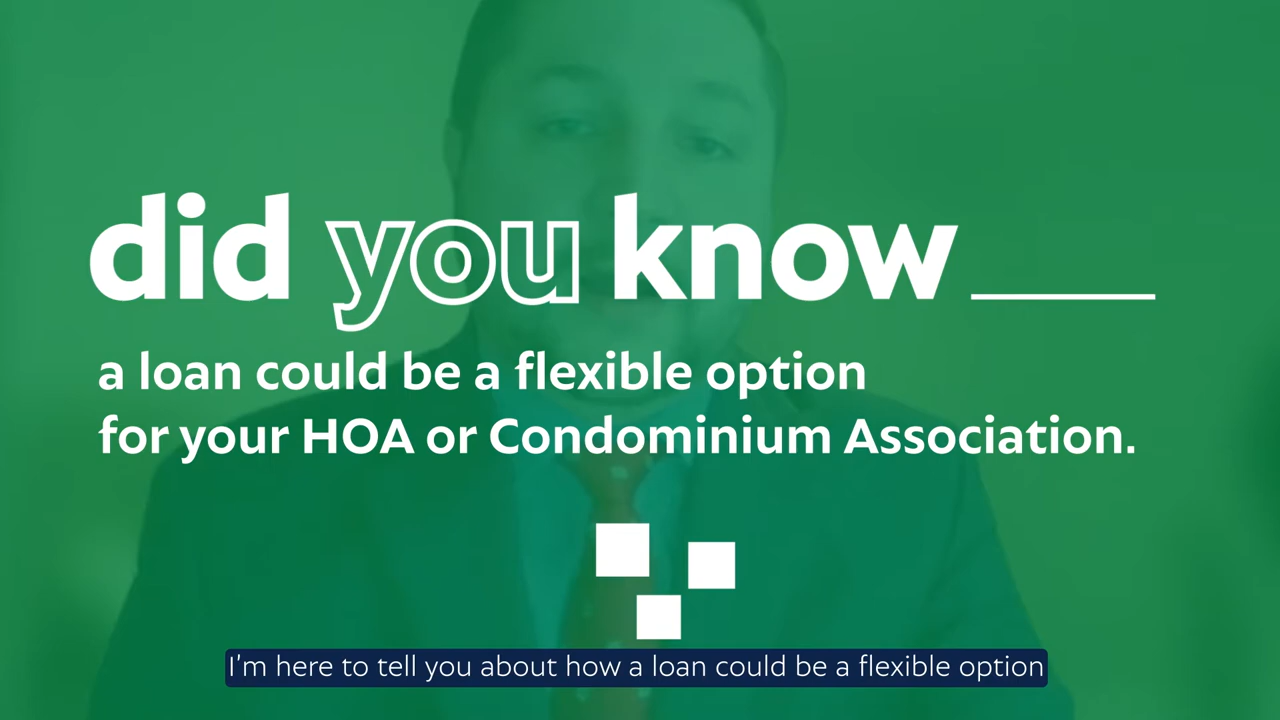 did you know ____
a loan could be a flexible option
for your HOA or Condominium Association.
I'm here to tell you about how a loan could be a flexible option